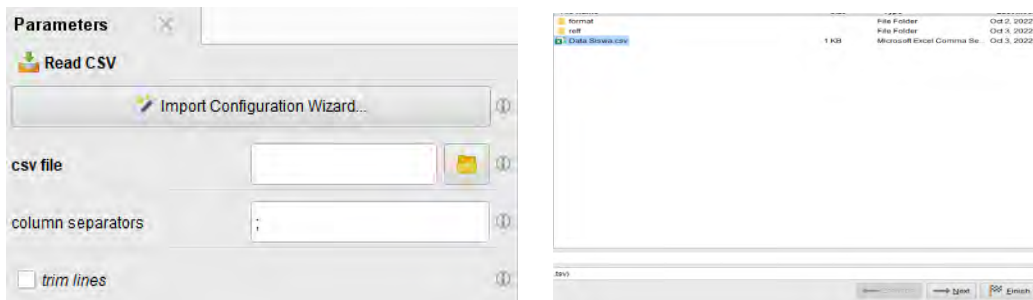 Parameters
Read CSV
Import Configuration Wizard...
csv file
column separators
;
trim lines
format File Folder Oct 2, 2022
reff File Folder Oct 3, 2022
Data Siswa.csv 1 KB Microsoft Excel Comma Se... Oct 3, 2022
Next
Finish